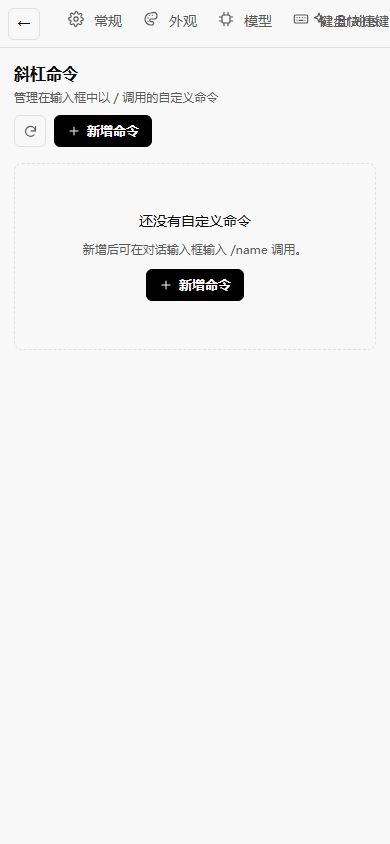 ← 常规 外观 模型
斜杠命令
管理在输入框中以 / 调用的自定义命令
+ 新增命令
还没有自定义命令
新增后可在对话输入框输入 /name 调用。
+ 新增命令